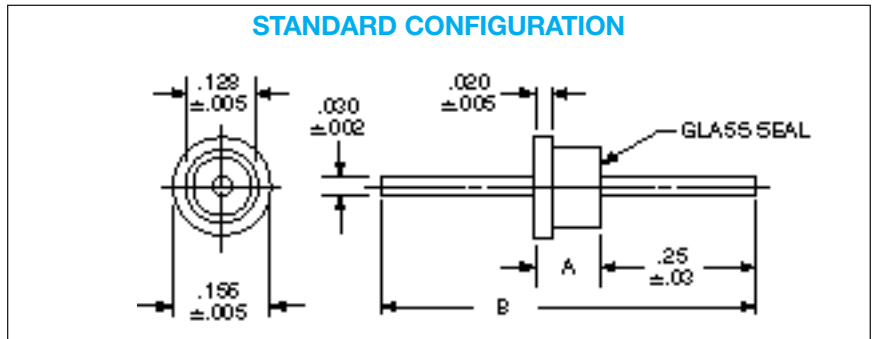 STANDARD CONFIGURATION
.128
±.005
.030
±.002
.020
±.005
GLASS SEAL
A
.25
±.03
B
.156
±.005